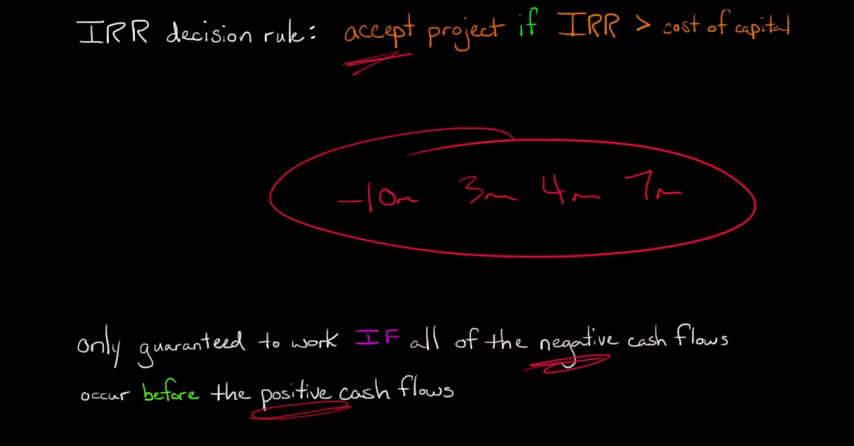 IRR decision rule: accept project if IRR > cost of capital
-10m 3m 4m 7m
only guaranteed to work IF all of the negative cash flows
occur before the positive cash flows